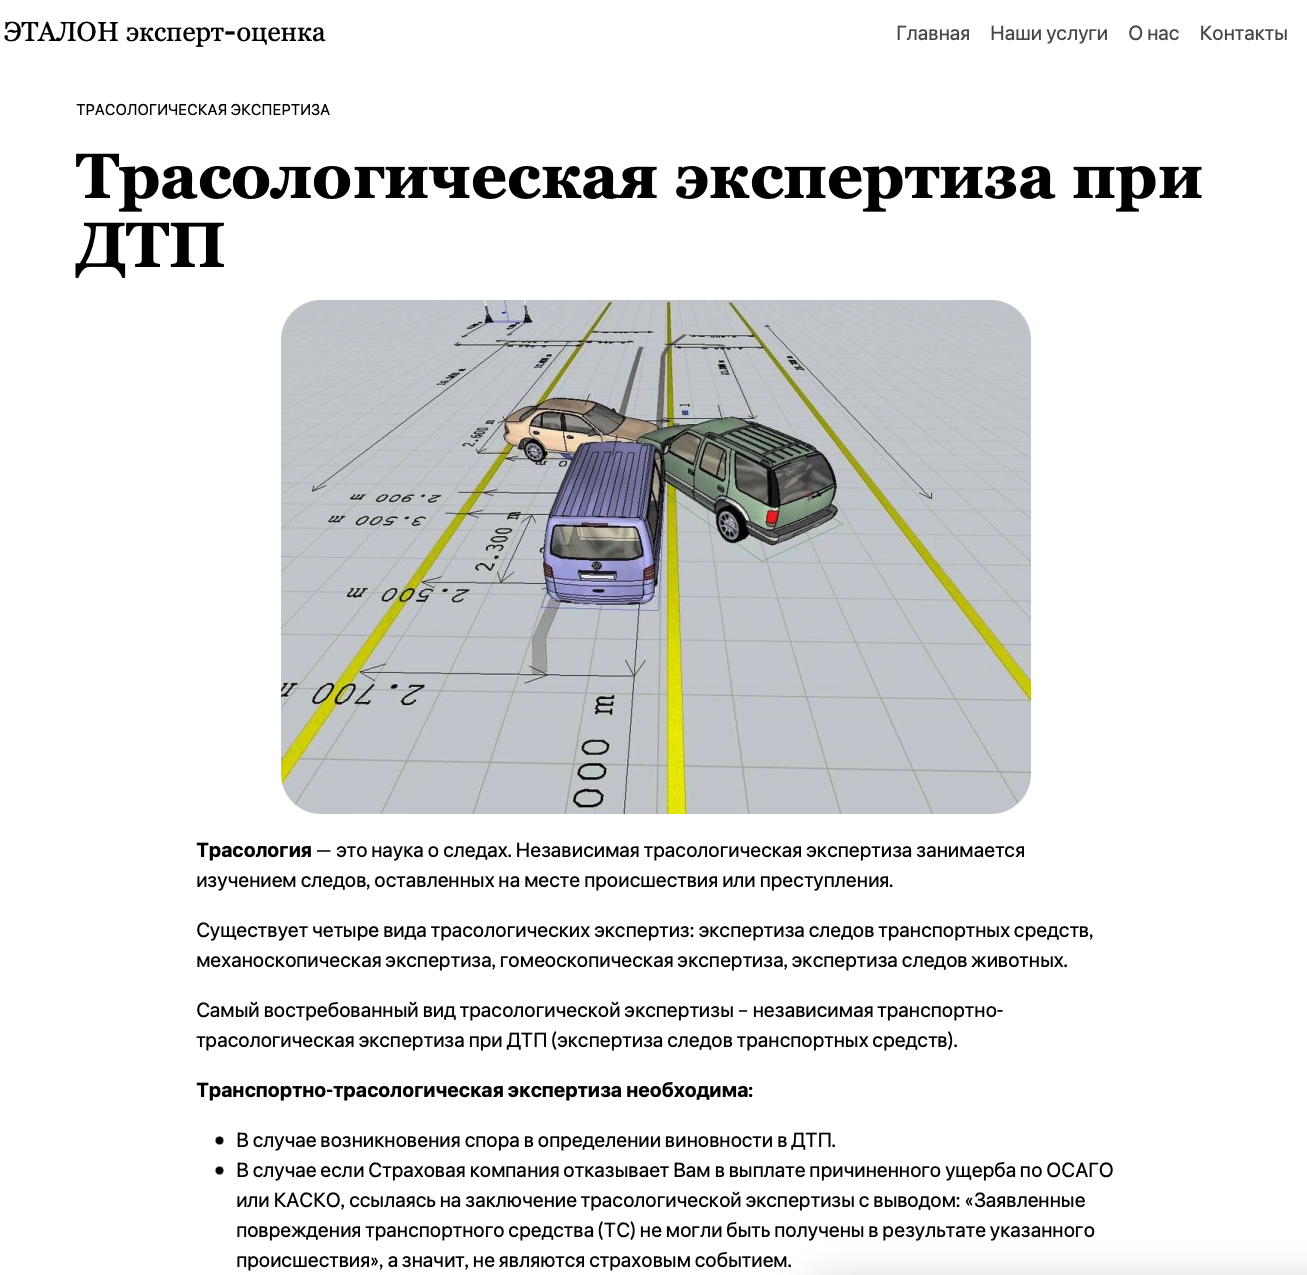 ЭТАЛОН эксперт-оценка
Главная Наши услуги О нас Контакты
ТРАСОЛОГИЧЕСКАЯ ЭКСПЕРТИЗА
Трасологическая экспертиза при
ДТП
2.600 m
2.900 m
3.500 m
2.300 m
2.500 m
2.700 m
000 m
Трасология — это наука о следах. Независимая трасологическая экспертиза занимается
изучением следов, оставленных на месте происшествия или преступления.
Существует четыре вида трасологических экспертиз: экспертиза следов транспортных средств,
механоскопическая экспертиза, гомеоскопическая экспертиза, экспертиза следов животных.
Самый востребованный вид трасологической экспертизы – независимая транспортно-
трасологическая экспертиза при ДТП (экспертиза следов транспортных средств).
Транспортно-трасологическая экспертиза необходима:
• В случае возникновения спора в определении виновности в ДТП.
• В случае если Страховая компания отказывает Вам в выплате причиненного ущерба по ОСАГО
или КАСКО, ссылаясь на заключение трасологической экспертизы с выводом: «Заявленные
повреждения транспортного средства (ТС) не могли быть получены в результате указанного
происшествия», а значит, не являются страховым событием.